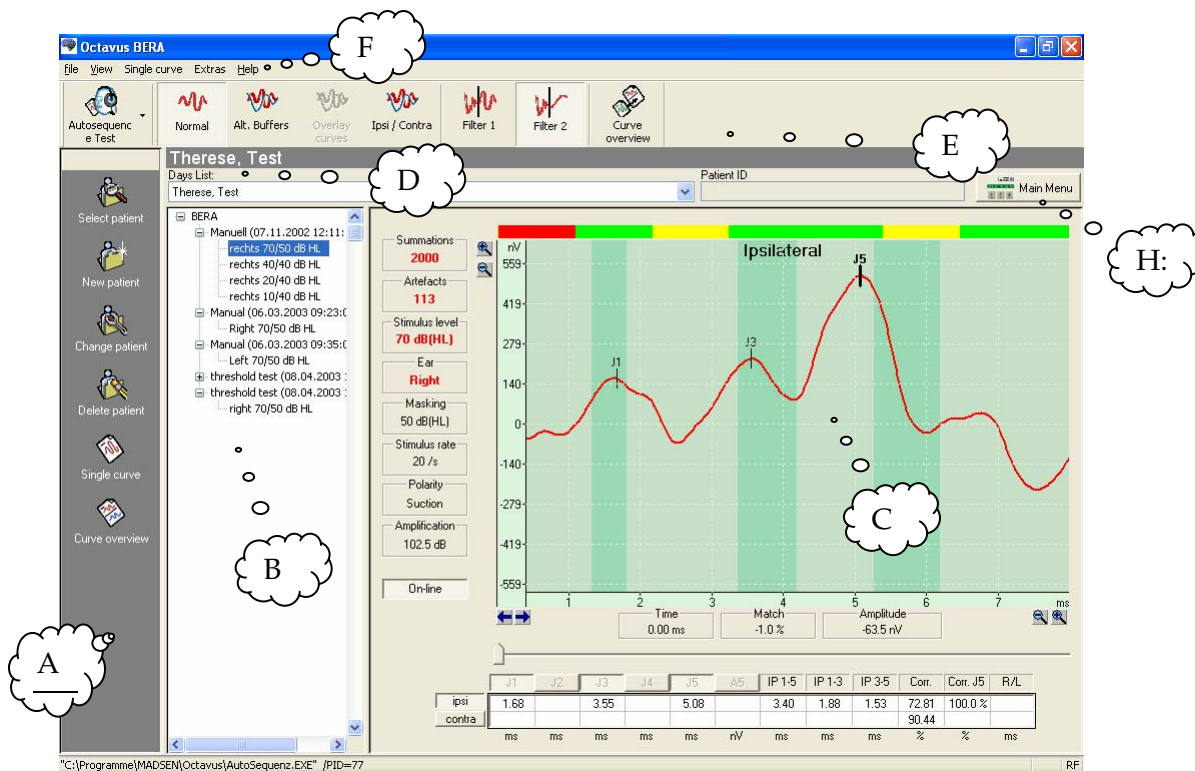 F
Octavus BERA
File View Single curve Extras Help
Autosequenc
e Test
Normal
Alt. Buffers
Overlay
curves
Ipsi / Contra
Filter 1
Filter 2
Curve
overview
E
Therese, Test
Days List:
D
Patient ID
Therese, Test
Main Menu
H:
Select patient
New patient
Change patient
Delete patient
Single curve
Curve overview
A
BERA
Manuell (07.11.2002 12:11:
rechts 70/50 dB HL
rechts 40/40 dB HL
rechts 20/40 dB HL
rechts 10/40 dB HL
Manual (06.03.2003 09:23:0
Right 70/50 dB HL
Manual (06.03.2003 09:35:0
Left 70/50 dB HL
threshold test (08.04.2003 :
threshold test (08.04.2003 :
right 70/50 dB HL
B
Summations
2000
Artefacts
113
Stimulus level
70 dB(HL)
Ear
Right
Masking
50 dB(HL)
Stimulus rate
20 /s
Polarity
Suction
Amplification
102.5 dB
On-line
nV
559-
419-
279-
140-
0-
-140-
-279-
-419-
-559-
Ipsilateral
J1
J3
J5
C
1 2 3 4 5 6 7 ms
Time
0.00 ms
Match
-1.0 %
Amplitude
-63.5 nV
J1 J2 J3 J4 J5 A5 IP 1-5 IP 1-3 IP 3-5 Corr. Corr. J5 R/L
ipsi 1.68 3.55 5.08 3.40 1.88 1.53 72.81 100.0 %
contra 90.44
ms ms ms ms ms nV ms ms ms % % ms
"C:\Programme\MADSEN\Octavus\AutoSequenz.EXE" /PID=77
RF